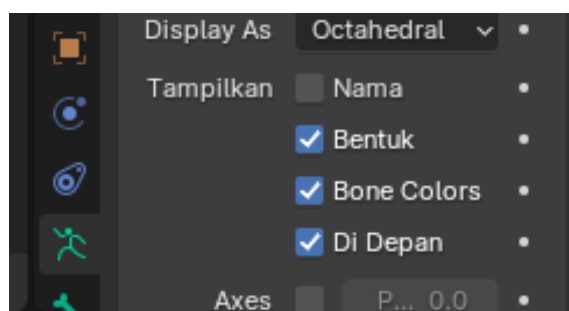 Display As Octahedral
Tampilkan Nama
Bentuk
Bone Colors
Di Depan
Axes P... 0.0